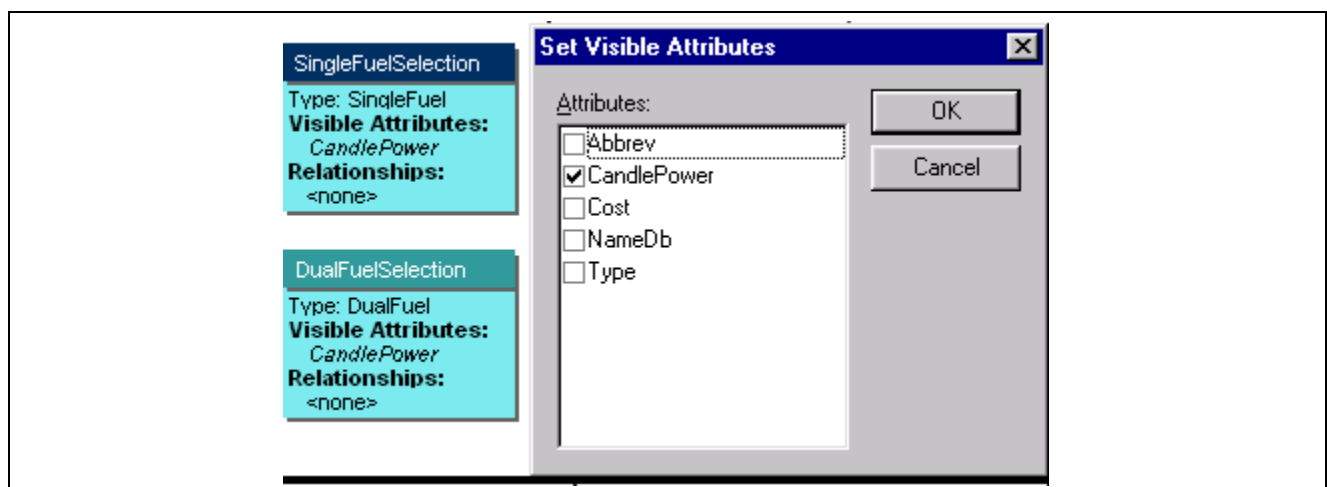 SingleFuelSelection
Type: SingleFuel
Visible Attributes:
CandlePower
Relationships:
<none>
DualFuelSelection
Type: DualFuel
Visible Attributes:
CandlePower
Relationships:
<none>
Set Visible Attributes
Attributes:
Abbrev
CandlePower
Cost
NameDb
Type
OK
Cancel